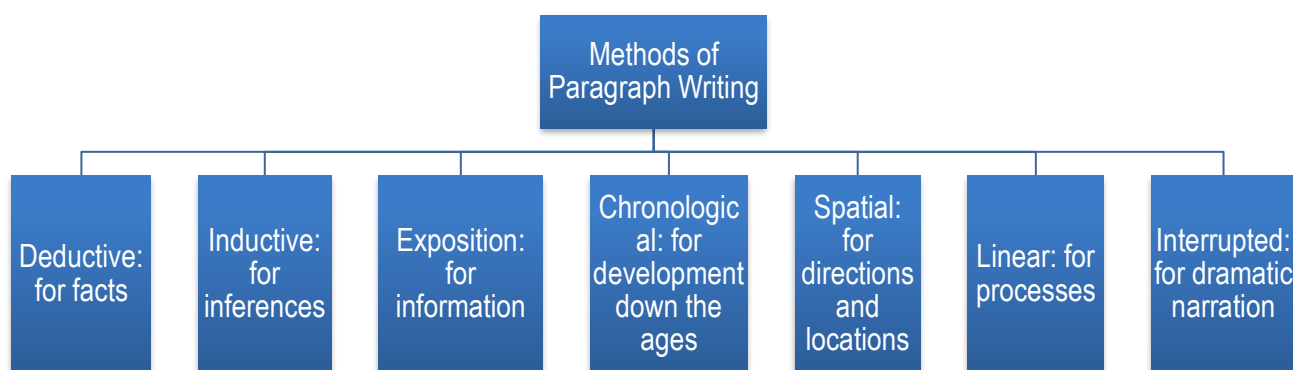 Methods of
Paragraph Writing
Deductive:
for facts
Inductive:
for
inferences
Exposition:
for
information
Chronologic
al: for
development
down the
ages
Spatial:
for
directions
and
locations
Linear: for
processes
Interrupted:
for dramatic
narration